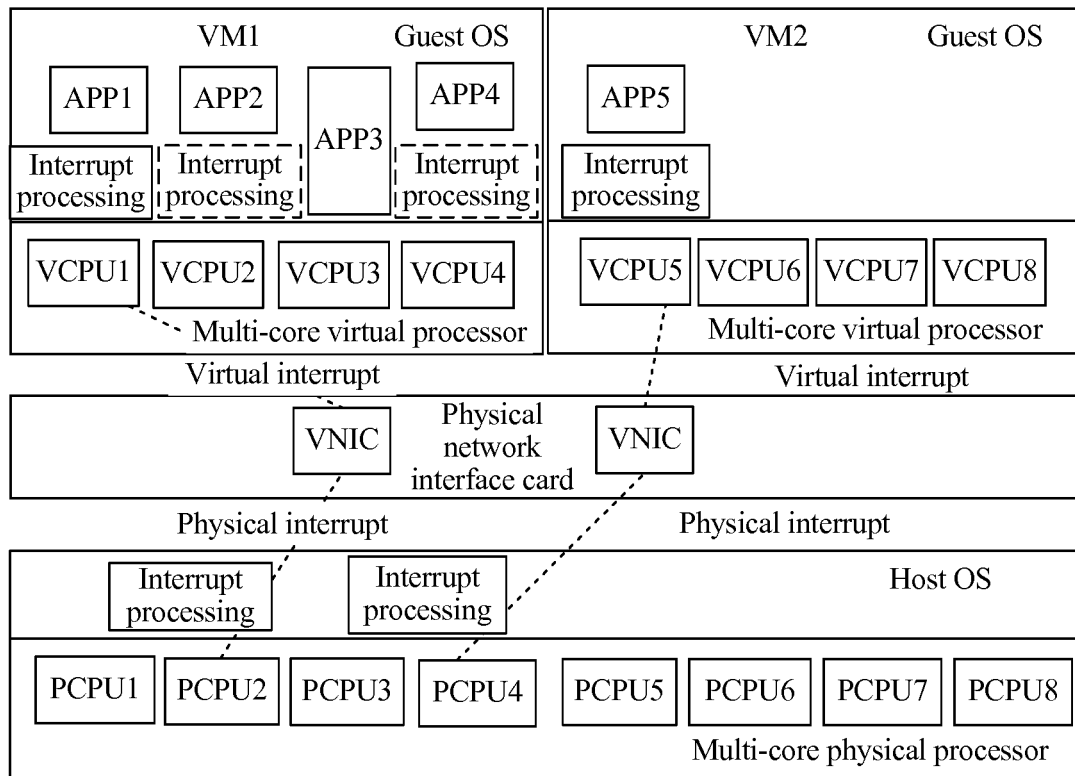 VM1 Guest OS
APP1 APP2 APP3 APP4
Interrupt
processing
Interrupt
processing
Interrupt
processing
VCPU1 VCPU2 VCPU3 VCPU4
Multi-core virtual processor
VM2 Guest OS
APP5
Interrupt
processing
VCPU5 VCPU6 VCPU7 VCPU8
Multi-core virtual processor
Virtual interrupt Virtual interrupt
VNIC
Physical
network
interface card
VNIC
Physical interrupt Physical interrupt
Interrupt
processing
Interrupt
processing
Host OS
PCPU1 PCPU2 PCPU3 PCPU4 PCPU5 PCPU6 PCPU7 PCPU8
Multi-core physical processor